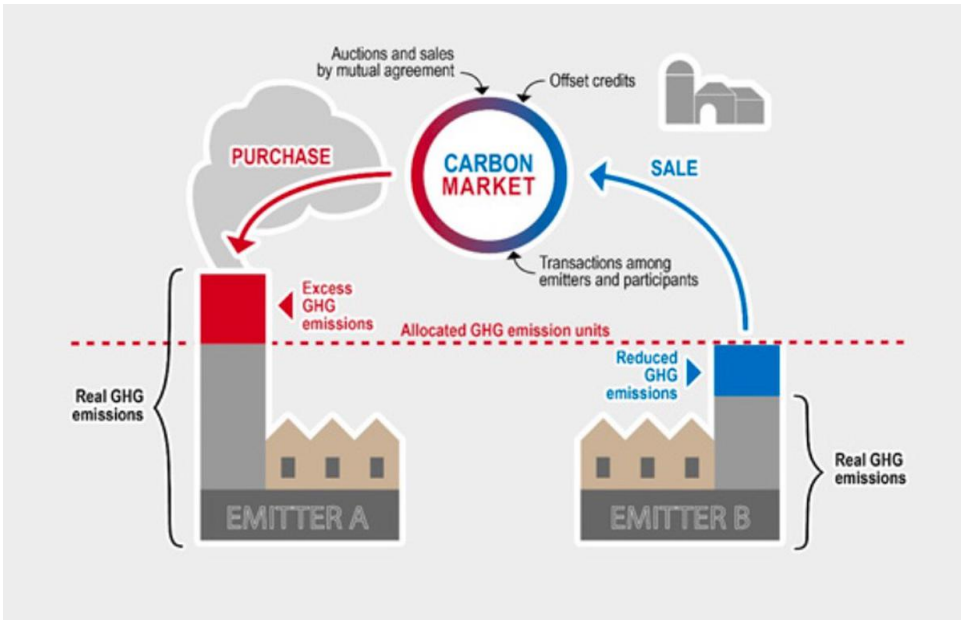 Auctions and sales
by mutual agreement
Offset credits
PURCHASE
CARBON
MARKET
SALE
Transactions among
emitters and participants
Excess
GHG
emissions
Allocated GHG emission units
Reduced
GHG
emissions
Real GHG
emissions
Real GHG
emissions
EMITTER A
EMITTER B